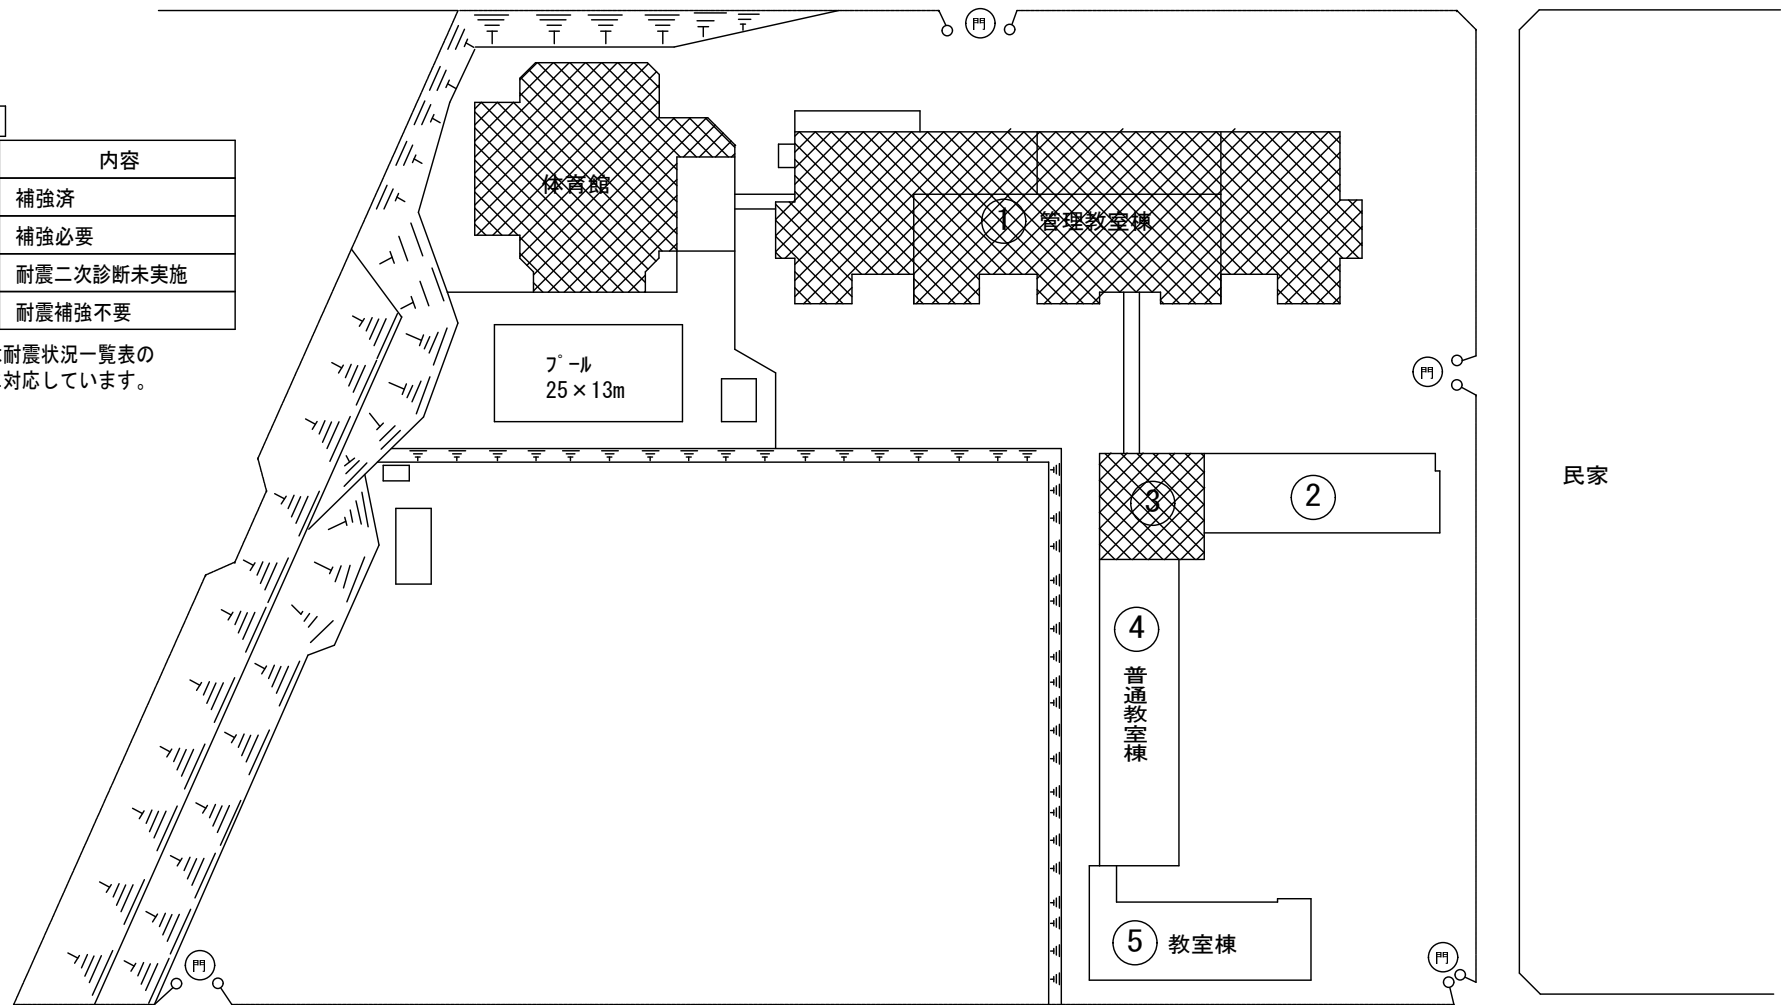 門
内容
補強済
補強必要
耐震二次診断未実施
耐震補強不要
耐震状況一覧表の
対応しています。
体育館
① 管理教室棟
プール
25×13m
門
民家
③
②
④
普通教室棟
⑤ 教室棟
門
門